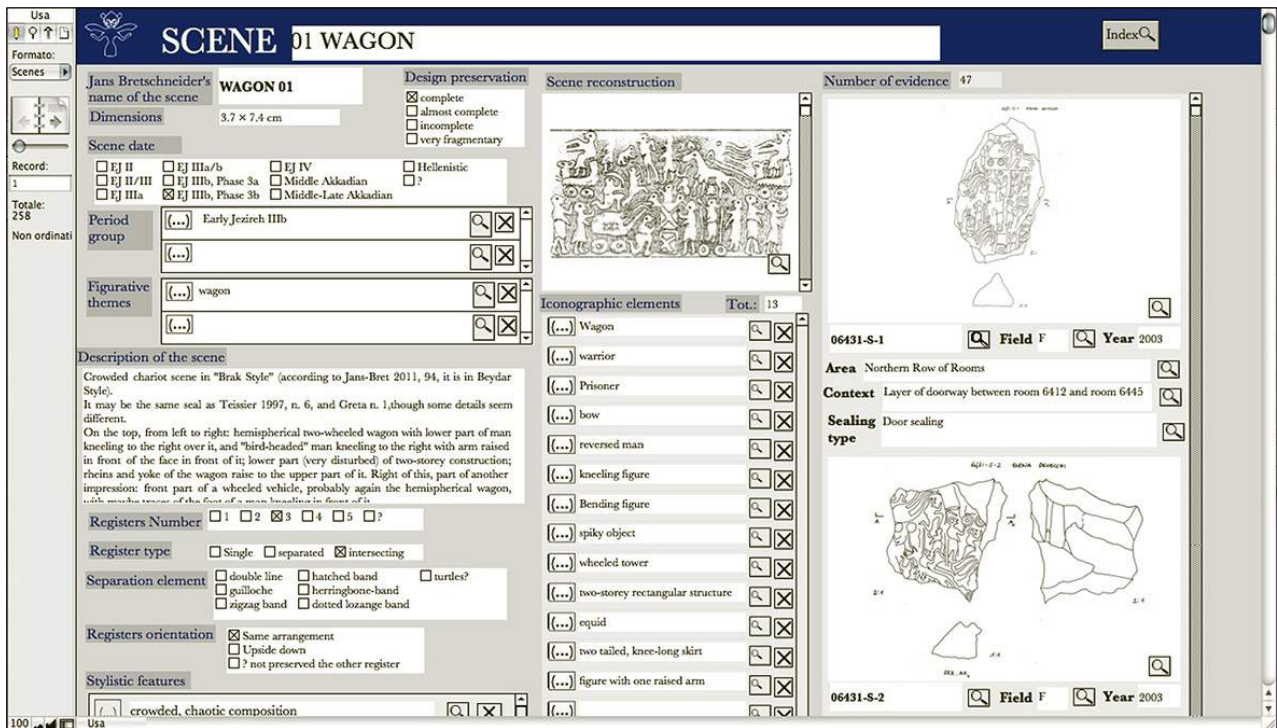 Usa
Formato:
Scenes
Record:
1
Totale:
258
Non ordinati
100
Usa
SCENE 01 WAGON
Index
Jans Bretschneider's
name of the scene
WAGON 01
Dimensions
3.7 × 7.4 cm
Design preservation
complete
almost complete
incomplete
very fragmentary
Scene date
EJ II EJ IIIa/b EJ IV Hellenistic
EJ II/III EJ IIIb, Phase 3a Middle Akkadian ?
EJ IIIa EJ IIIb, Phase 3b Middle-Late Akkadian
Period
group
(...) Early Jezireh IIIb
(...)
Figurative
themes
(...) wagon
(...)
Description of the scene
Crowded chariot scene in "Brak Style" (according to Jans-Bret 2011, 94, it is in Beydar
Style).
It may be the same seal as Teissier 1997, n. 6, and Greta n. 1,though some details seem
different.
On the top, from left to right: hemispherical two-wheeled wagon with lower part of man
kneeling to the right over it, and "bird-headed" man kneeling to the right with arm raised
in front of the face in front of it; lower part (very disturbed) of two-storey construction;
rheins and yoke of the wagon raise to the upper part of it. Right of this, part of another
impression: front part of a wheeled vehicle, probably again the hemispherical wagon,
with maybe traces of the foot of a man kneeling in front of it
Registers Number
1 2 3 4 5 ?
Register type
Single separated intersecting
Separation element
double line hatched band turtles?
guilloche herringbone-band
zigzag band dotted lozange band
Registers orientation
Same arrangement
Upside down
? not preserved the other register
Stylistic features
(...) crowded, chaotic composition
Scene reconstruction
Iconographic elements
Tot.: 13
(...) Wagon
(...) warrior
(...) Prisoner
(...) bow
(...) reversed man
(...) kneeling figure
(...) Bending figure
(...) spiky object
(...) wheeled tower
(...) two-storey rectangular structure
(...) equid
(...) two tailed, knee-long skirt
(...) figure with one raised arm
(...)
Number of evidence 47
06431-S-1 Field F Year 2003
Area Northern Row of Rooms
Context Layer of doorway between room 6412 and room 6445
Sealing
type
Door sealing
06431-S-2 Field F Year 2003